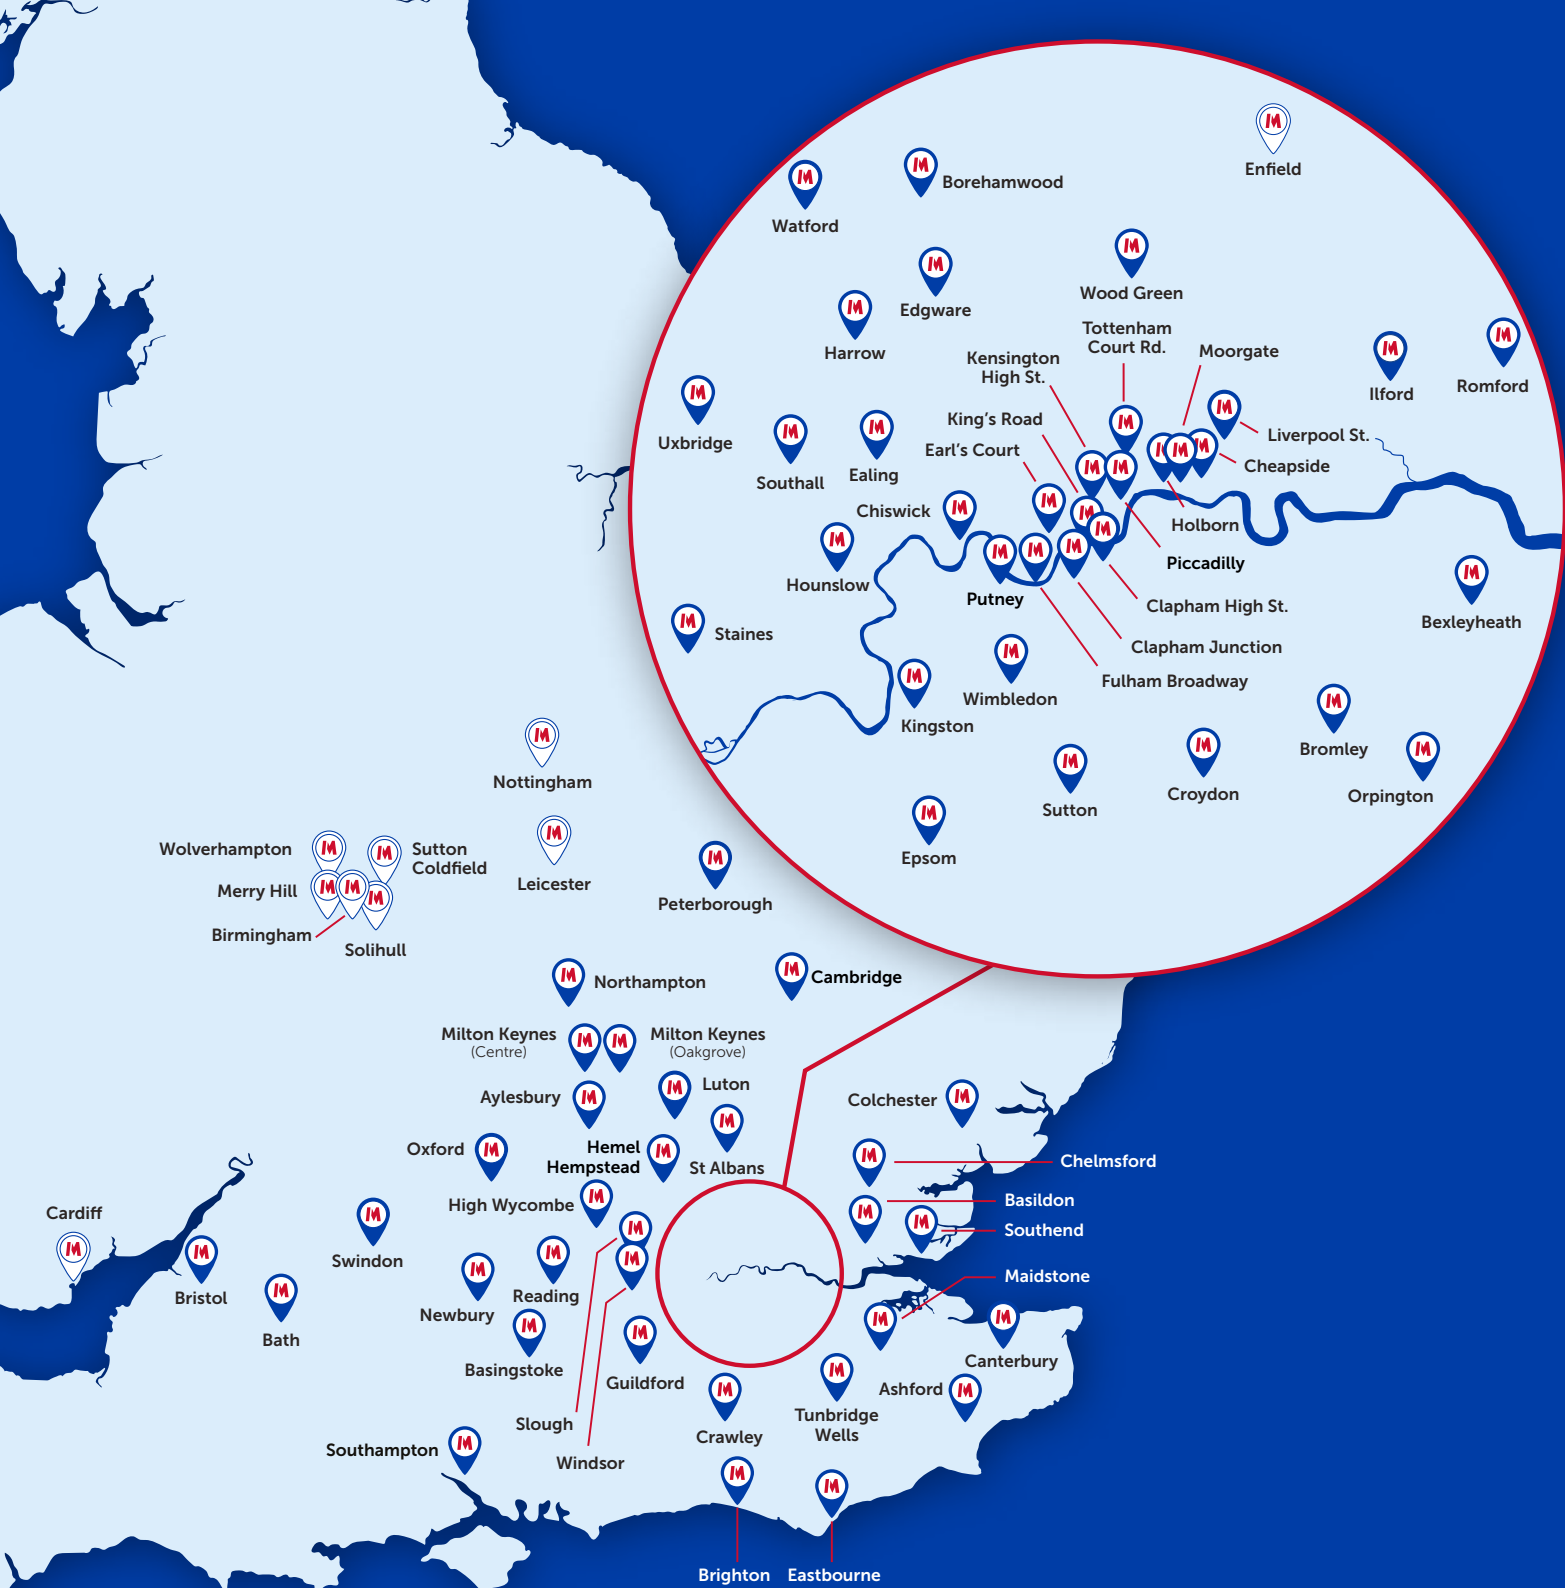 Enfield
Borehamwood
Watford
Wood Green
Edgware
Harrow
Tottenham
Court Rd.
Moorgate
Kensington
High St.
Romford
Ilford
King's Road
Liverpool St.
Uxbridge
Earl's Court
Cheapside
Southall
Ealing
Chiswick
Holborn
Piccadilly
Hounslow
Putney
Clapham High St.
Bexleyheath
Staines
Clapham Junction
Fulham Broadway
Wimbledon
Kingston
Bromley
Croydon
Orpington
Sutton
Epsom
Nottingham
Wolverhampton
Sutton
Coldfield
Leicester
Merry Hill
Peterborough
Birmingham
Solihull
Northampton
Cambridge
Milton Keynes
(Centre)
Milton Keynes
(Oakgrove)
Luton
Aylesbury
Colchester
Oxford
Hemel
Hempstead
St Albans
Chelmsford
High Wycombe
Basildon
Cardiff
Southend
Swindon
Maidstone
Bristol
Reading
Newbury
Bath
Canterbury
Basingstoke
Guildford
Ashford
Tunbridge
Wells
Slough
Crawley
Southampton
Windsor
Brighton
Eastbourne